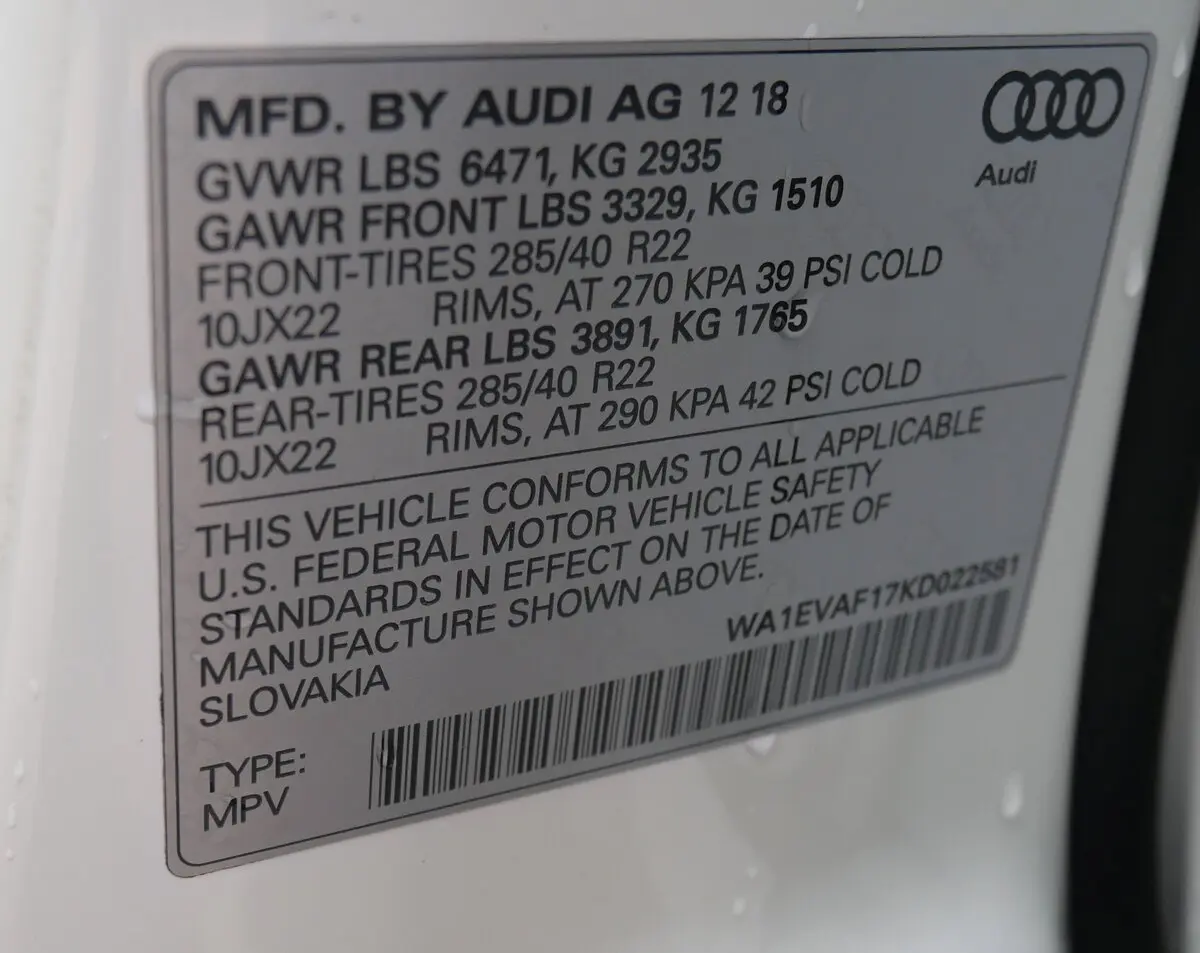 MFD. BY AUDI AG 12 18
Audi
GVWR LBS 6471, KG 2935
GAWR FRONT LBS 3329, KG 1510
FRONT-TIRES 285/40 R22
10JX22 RIMS, AT 270 KPA 39 PSI COLD
GAWR REAR LBS 3891, KG 1765
REAR-TIRES 285/40 R22
10JX22 RIMS, AT 290 KPA 42 PSI COLD
THIS VEHICLE CONFORMS TO ALL APPLICABLE
U.S. FEDERAL MOTOR VEHICLE SAFETY
STANDARDS IN EFFECT ON THE DATE OF
MANUFACTURE SHOWN ABOVE.
SLOVAKIA
WA1EVAF17KD022581
TYPE:
MPV